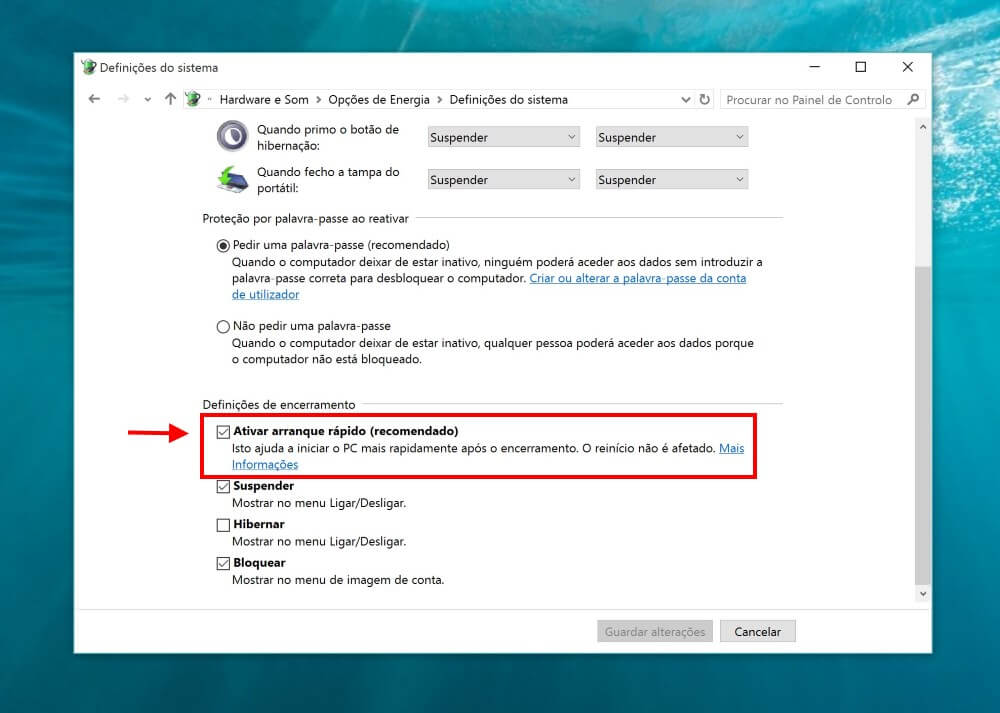 Definições do sistema
Hardware e Som > Opções de Energia > Definições do sistema
Procurar no Painel de Controlo
Quando primo o botão de
hibernação:
Suspender
Suspender
Quando fecho a tampa do
portátil:
Suspender
Suspender
Proteção por palavra-passe ao reativar
Pedir uma palavra-passe (recomendado)
Quando o computador deixar de estar inativo, ninguém poderá aceder aos dados sem introduzir a
palavra-passe correta para desbloquear o computador. Criar ou alterar a palavra-passe da conta
de utilizador
Não pedir uma palavra-passe
Quando o computador deixar de estar inativo, qualquer pessoa poderá aceder aos dados porque
o computador não está bloqueado.
Definições de encerramento
Ativar arranque rápido (recomendado)
Isto ajuda a iniciar o PC mais rapidamente após o encerramento. O reinício não é afetado. Mais
Informações
Suspender
Mostrar no menu Ligar/Desligar.
Hibernar
Mostrar no menu Ligar/Desligar.
Bloquear
Mostrar no menu de imagem de conta.
Guardar alterações
Cancelar